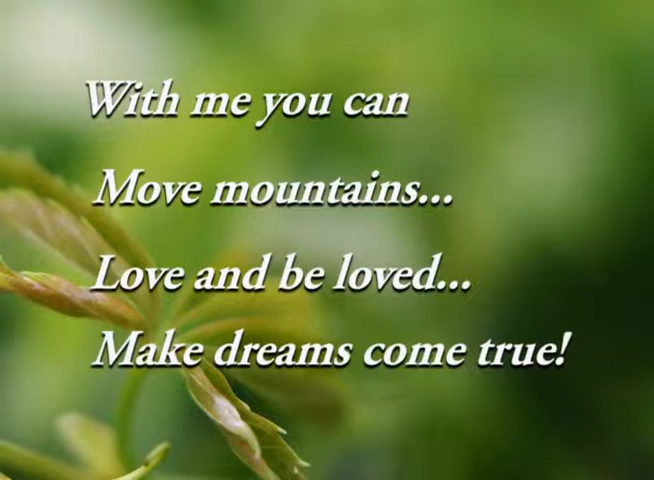 With me you can
Move mountains...
Love and be loved...
Make dreams come true!